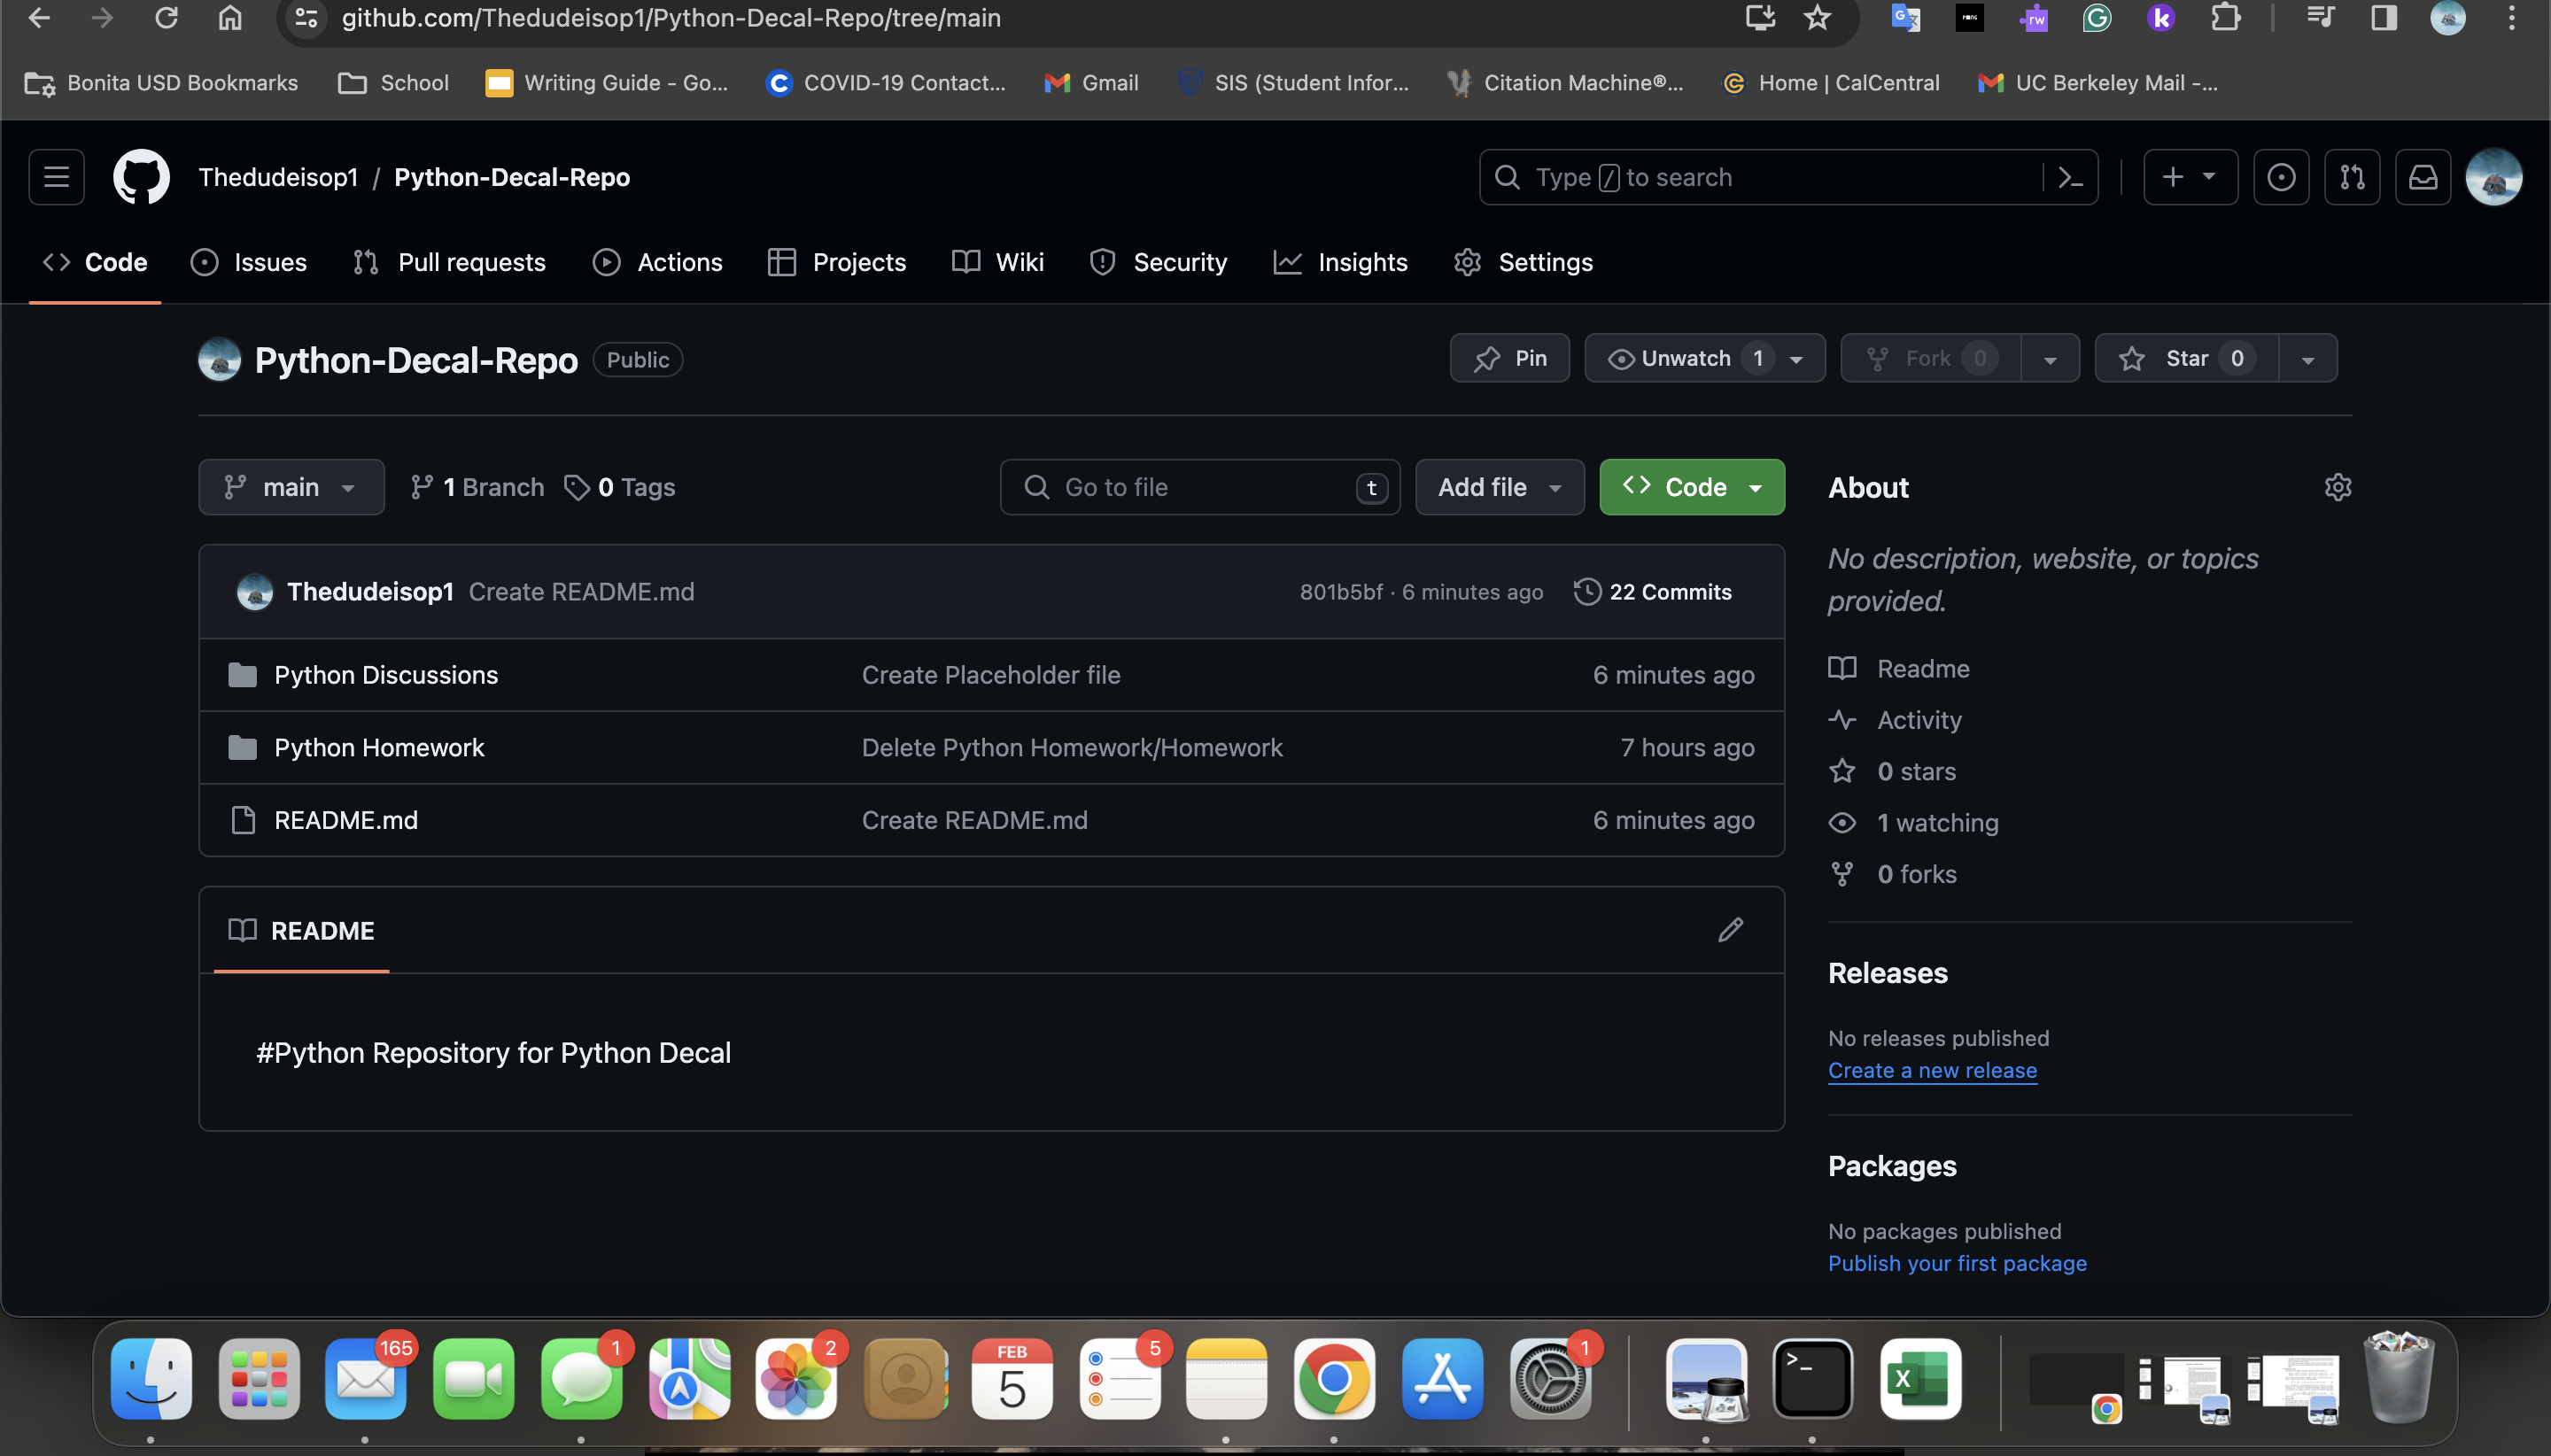 github.com/Thedudeisop1/Python-Decal-Repo/tree/main
rw
G
k
Bonita USD Bookmarks
School
Writing Guide - Go...
COVID-19 Contact...
Gmail
SIS (Student Infor...
Citation Machine®...
Home | CalCentral
UC Berkeley Mail -...
Thedudeisop1 / Python-Decal-Repo
Type / to search
Code
Issues
Pull requests
Actions
Projects
Wiki
Security
Insights
Settings
Python-Decal-Repo Public
Pin
Unwatch 1
Fork 0
Star 0
main
1 Branch
0 Tags
Go to file t
Add file
Code
About
No description, website, or topics
provided.
Thedudeisop1 Create README.md 801b5bf · 6 minutes ago 22 Commits
Python Discussions Create Placeholder file 6 minutes ago
Python Homework Delete Python Homework/Homework 7 hours ago
README.md Create README.md 6 minutes ago
Readme
Activity
0 stars
1 watching
0 forks
README
#Python Repository for Python Decal
Releases
No releases published
Create a new release
Packages
No packages published
Publish your first package
165
1
2
FEB
5
5
1
>_
X